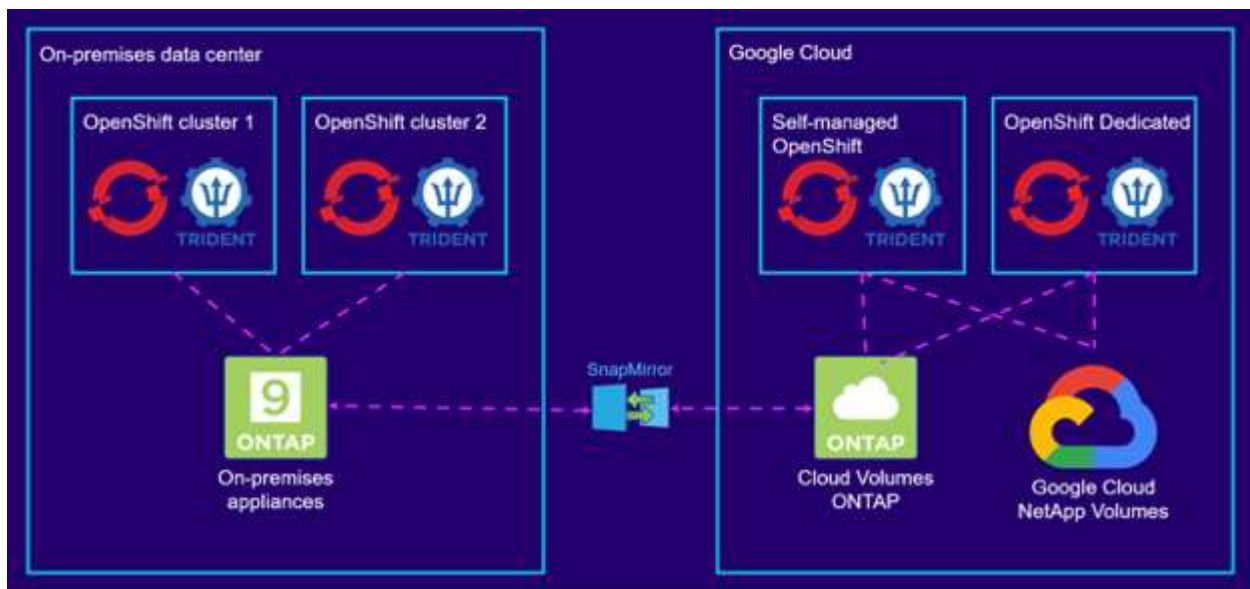 On-premises data center
OpenShift cluster 1
TRIDENT
OpenShift cluster 2
TRIDENT
9
ONTAP
On-premises
appliances
SnapMirror
Google Cloud
Self-managed
OpenShift
TRIDENT
OpenShift Dedicated
TRIDENT
ONTAP
Cloud Volumes
ONTAP
Google Cloud
NetApp Volumes